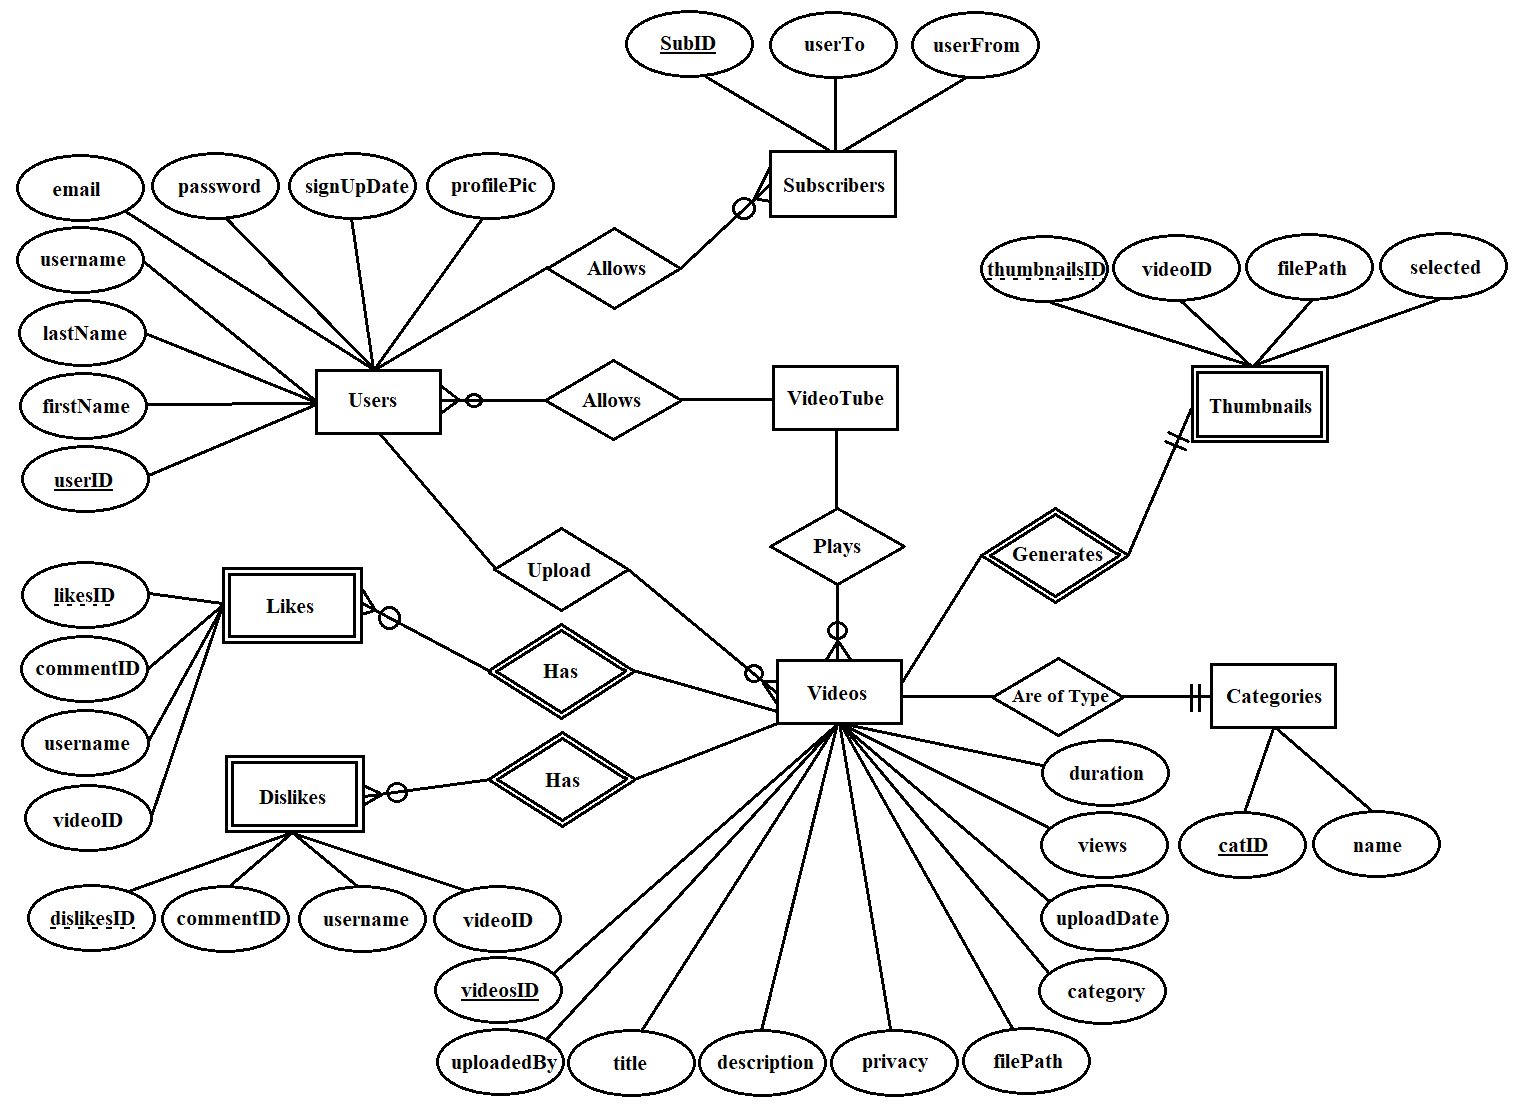 SubID
userTo
userFrom
email
password
signUpDate
profilePic
Subscribers
username
Allows
thumbnailsID
videoID
filePath
selected
lastName
firstName
Users
Allows
VideoTube
Thumbnails
userID
Plays
Generates
Upload
likesID
Likes
commentID
Has
Videos
Are of Type
Categories
username
Has
duration
videoID
Dislikes
views
catID
name
dislikesID
commentID
username
videoID
uploadDate
videosID
category
uploadedBy
title
description
privacy
filePath